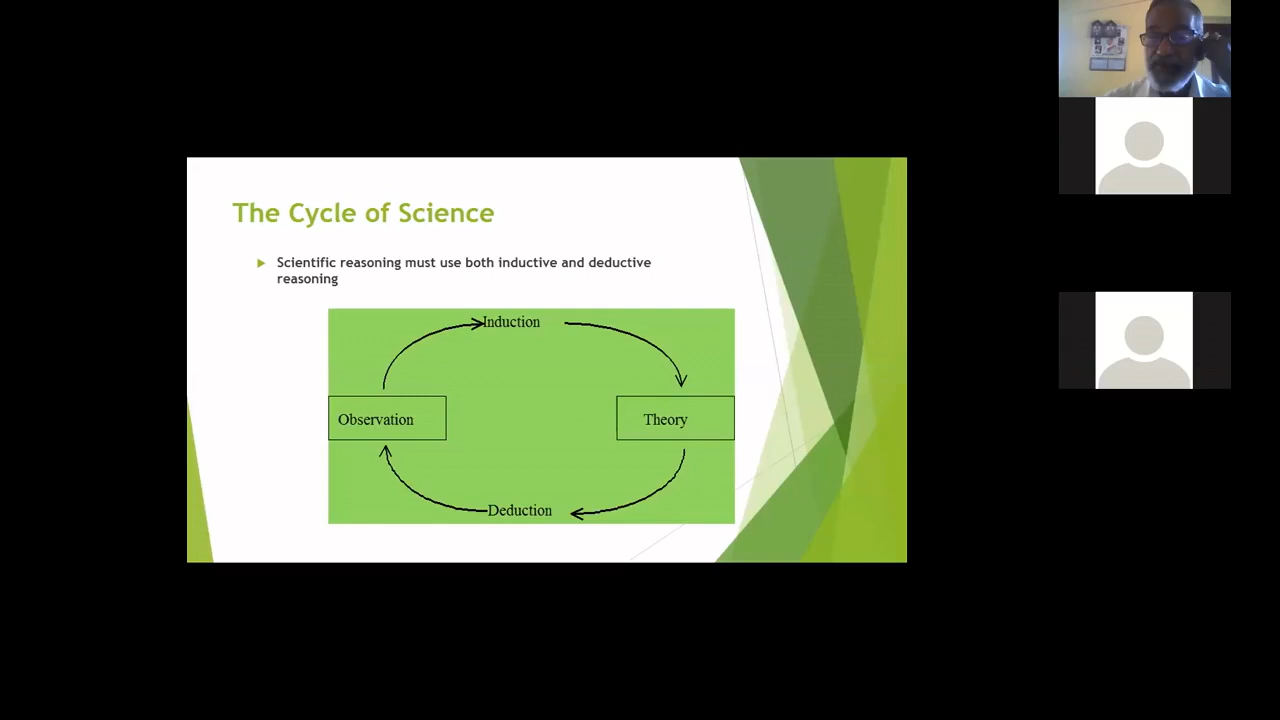 The Cycle of Science
Scientific reasoning must use both inductive and deductive
reasoning
Induction
Observation
Theory
Deduction